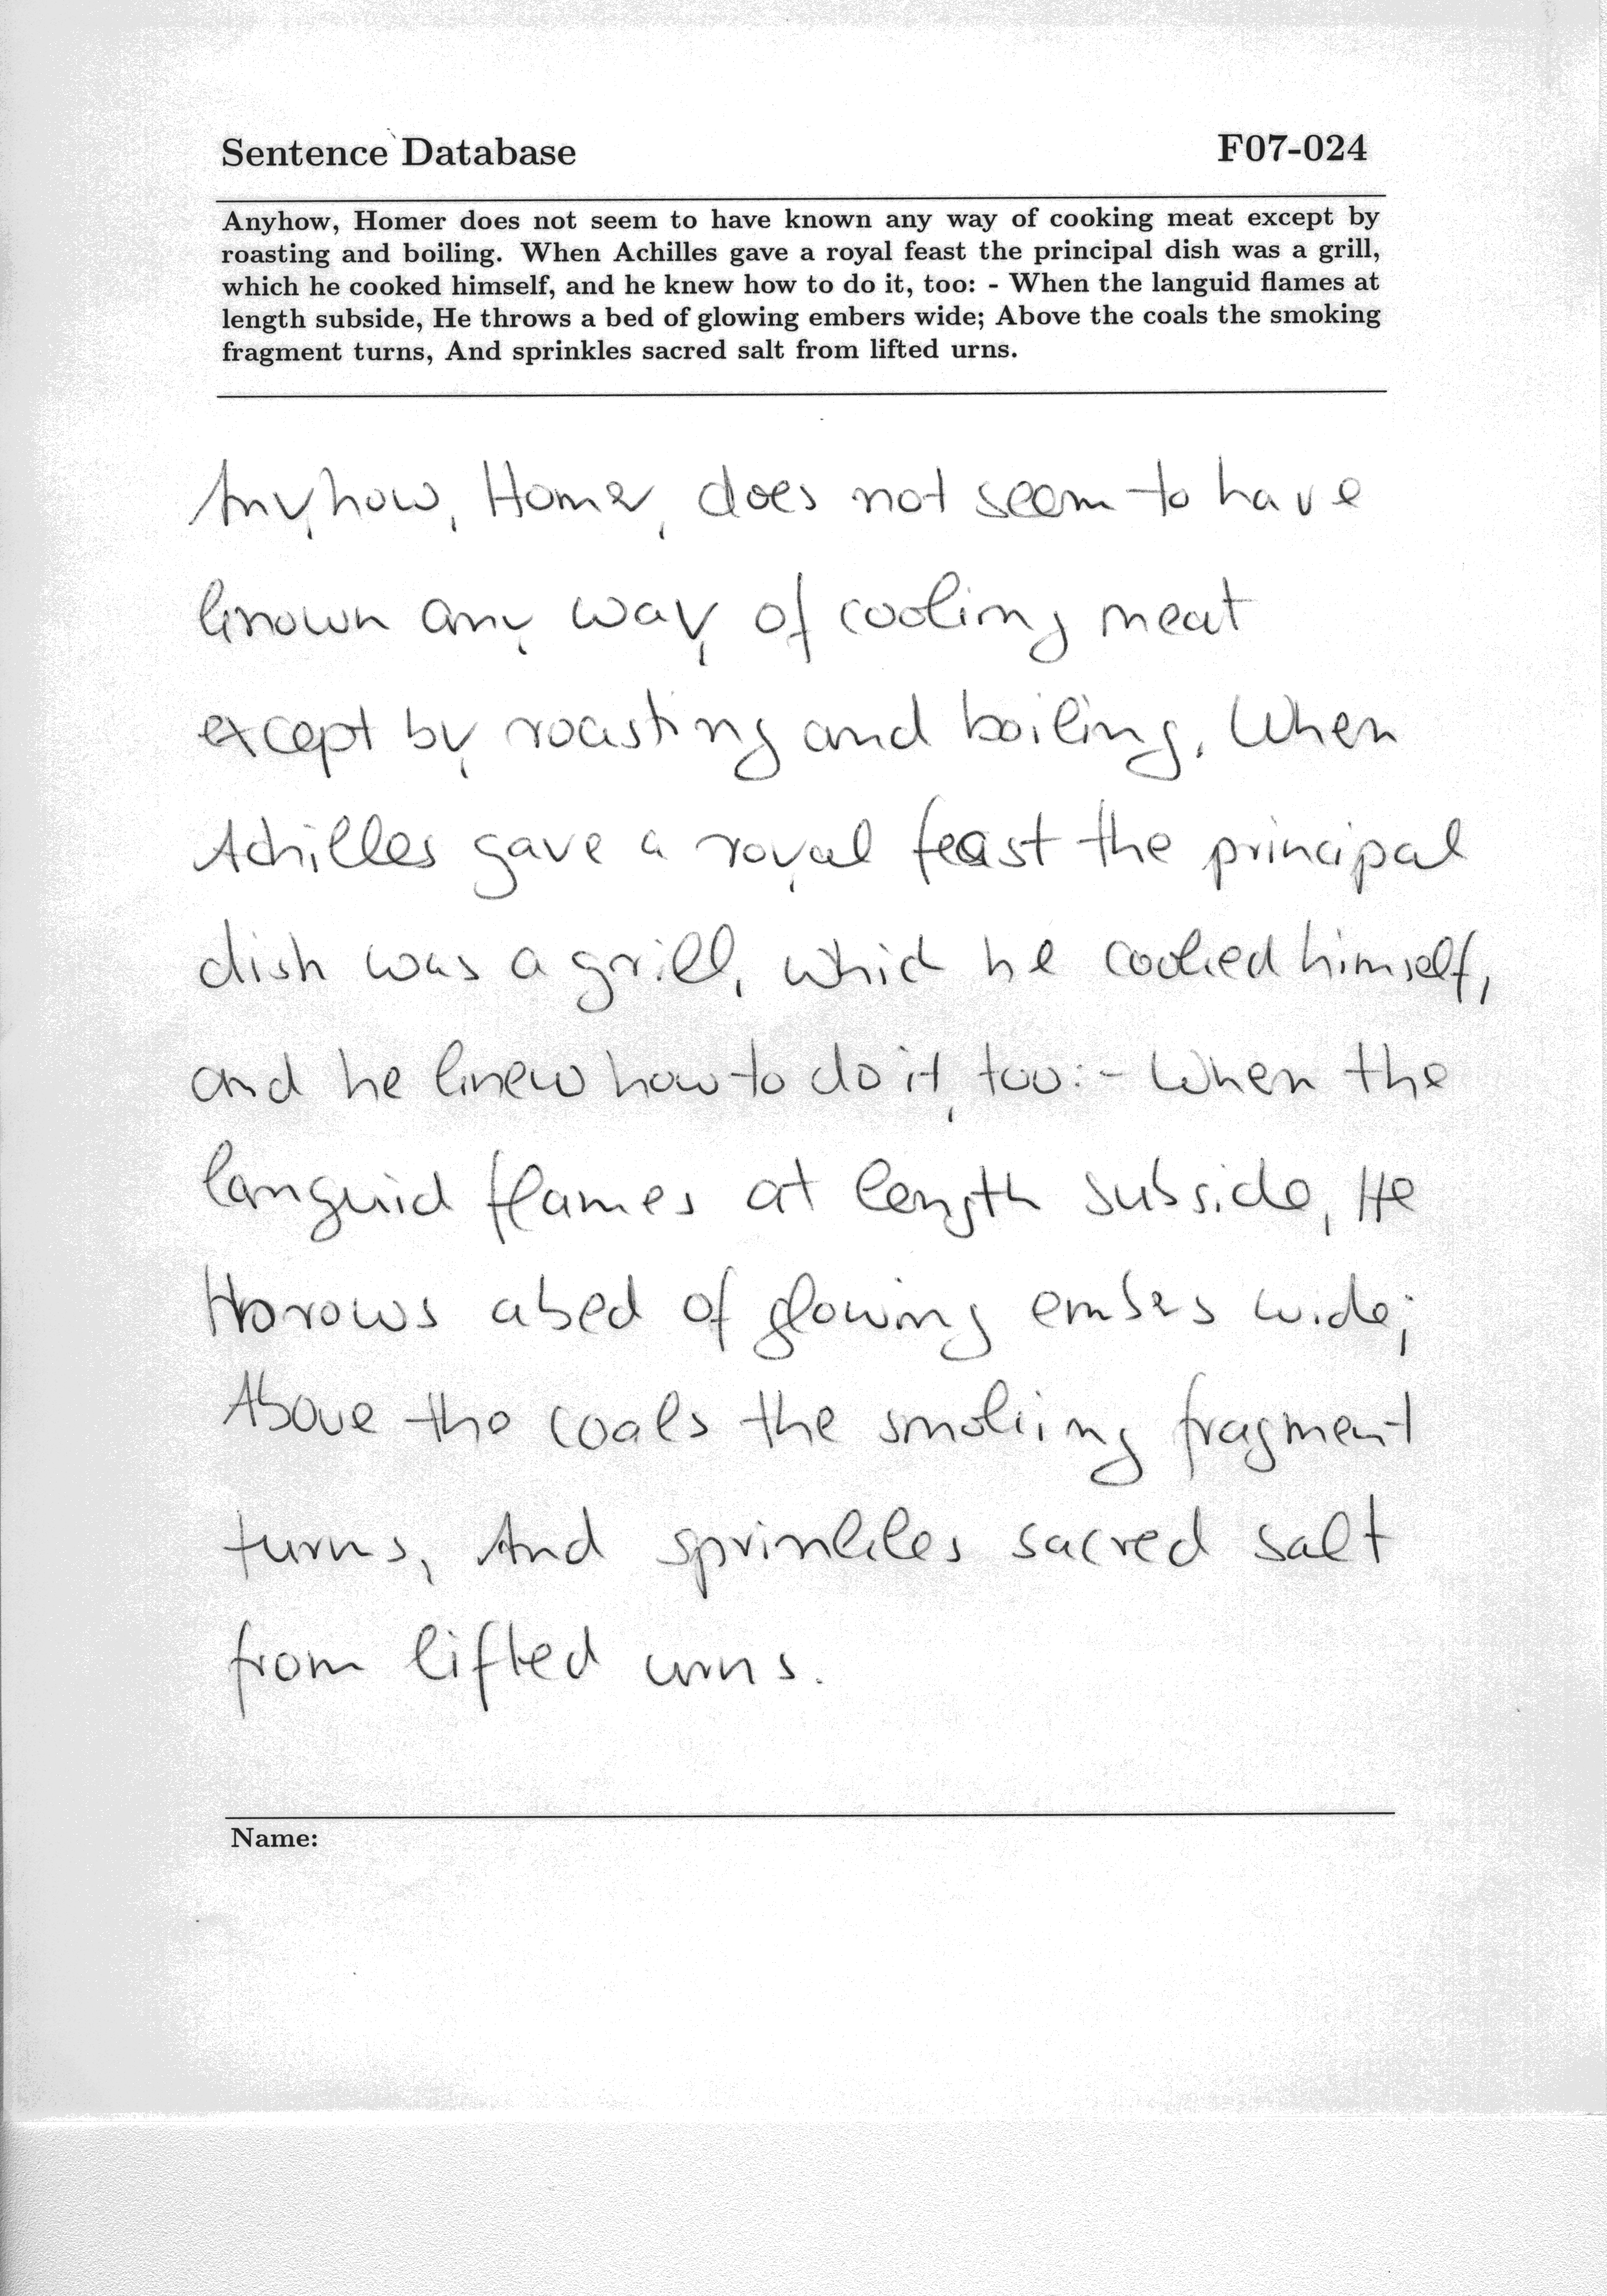 Sentence Database F07-024
Anyhow, Homer does not seem to have known any way of cooking meat except by
roasting and boiling. When Achilles gave a royal feast the principal dish was a grill,
which he cooked himself, and he knew how to do it, too: - When the languid flames at
length subside, He throws a bed of glowing embers wide; Above the coals the smoking
fragment turns, And sprinkles sacred salt from lifted urns.
Anyhow, Homer, does not seem to have
known any way of cooking meat
except by roasting and boiling. When
Achilles gave a royal feast the principal
dish was a grill, which he cooked himself,
and he knew how to do it, too: - When the
languid flames at length subside, He
throws a bed of glowing embers wide;
Above the coals the smoking fragment
turns, And sprinkles sacred salt
from lifted urns.
Name: